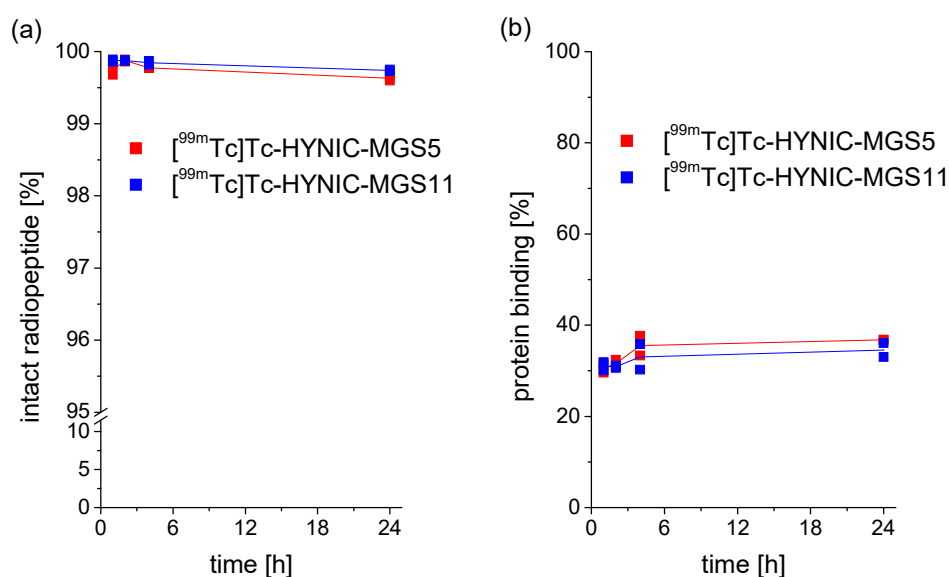 (a)
intact radiopeptide [%]
100
99
98
97
96
95
10
5
0
0 6 12 18 24
time [h]
[⁹⁹ᵐTc]Tc-HYNIC-MGS5
[⁹⁹ᵐTc]Tc-HYNIC-MGS11
(b)
protein binding [%]
100
80
60
40
20
0
0 6 12 18 24
time [h]
[⁹⁹ᵐTc]Tc-HYNIC-MGS5
[⁹⁹ᵐTc]Tc-HYNIC-MGS11